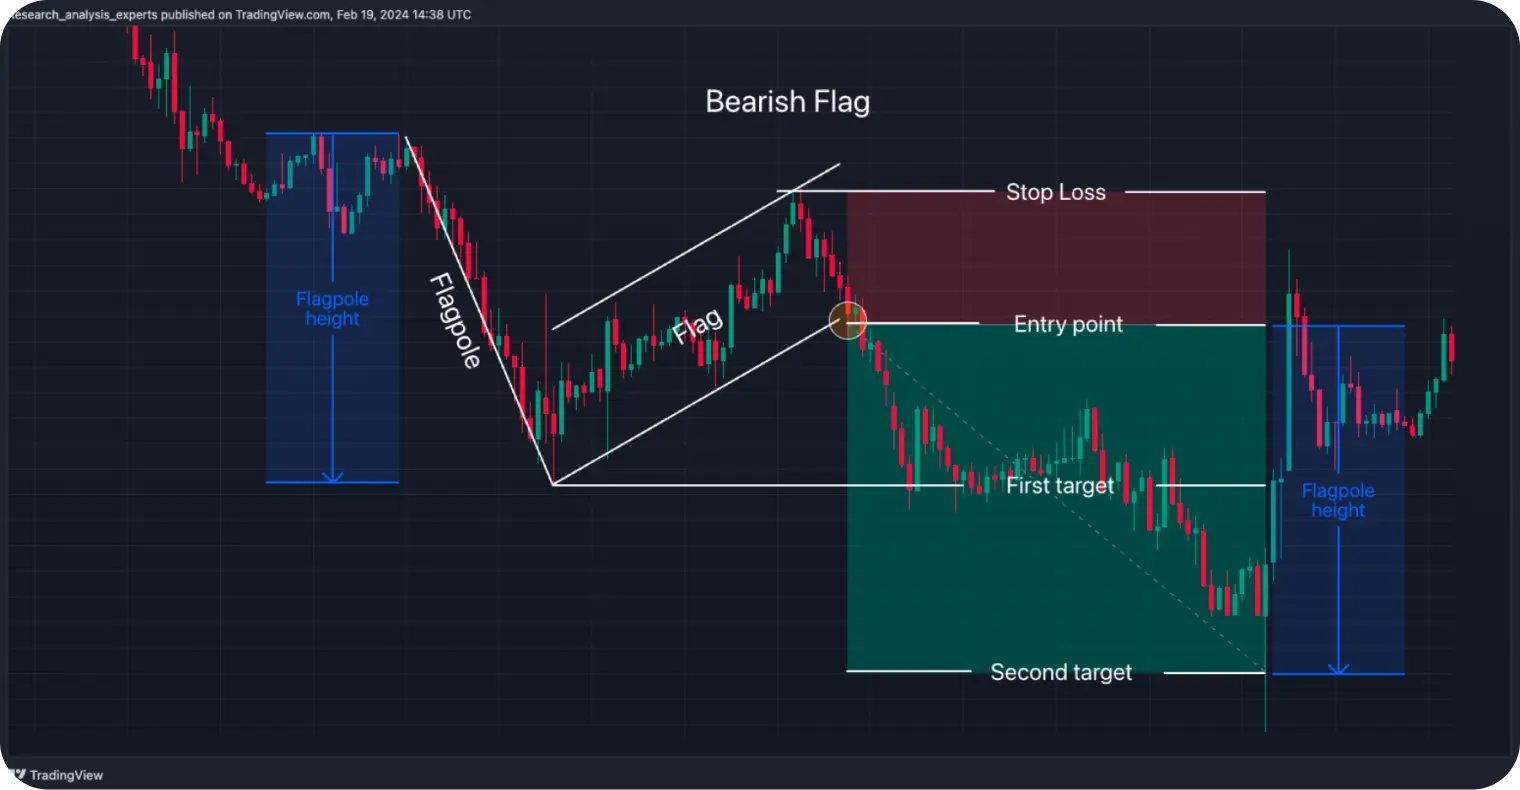 research_analysis_experts published on TradingView.com, Feb 19, 2024 14:38 UTC
Bearish Flag
Stop Loss
Flagpole
height
Flagpole
Flag
Entry point
First target
Flagpole
height
Second target
TradingView